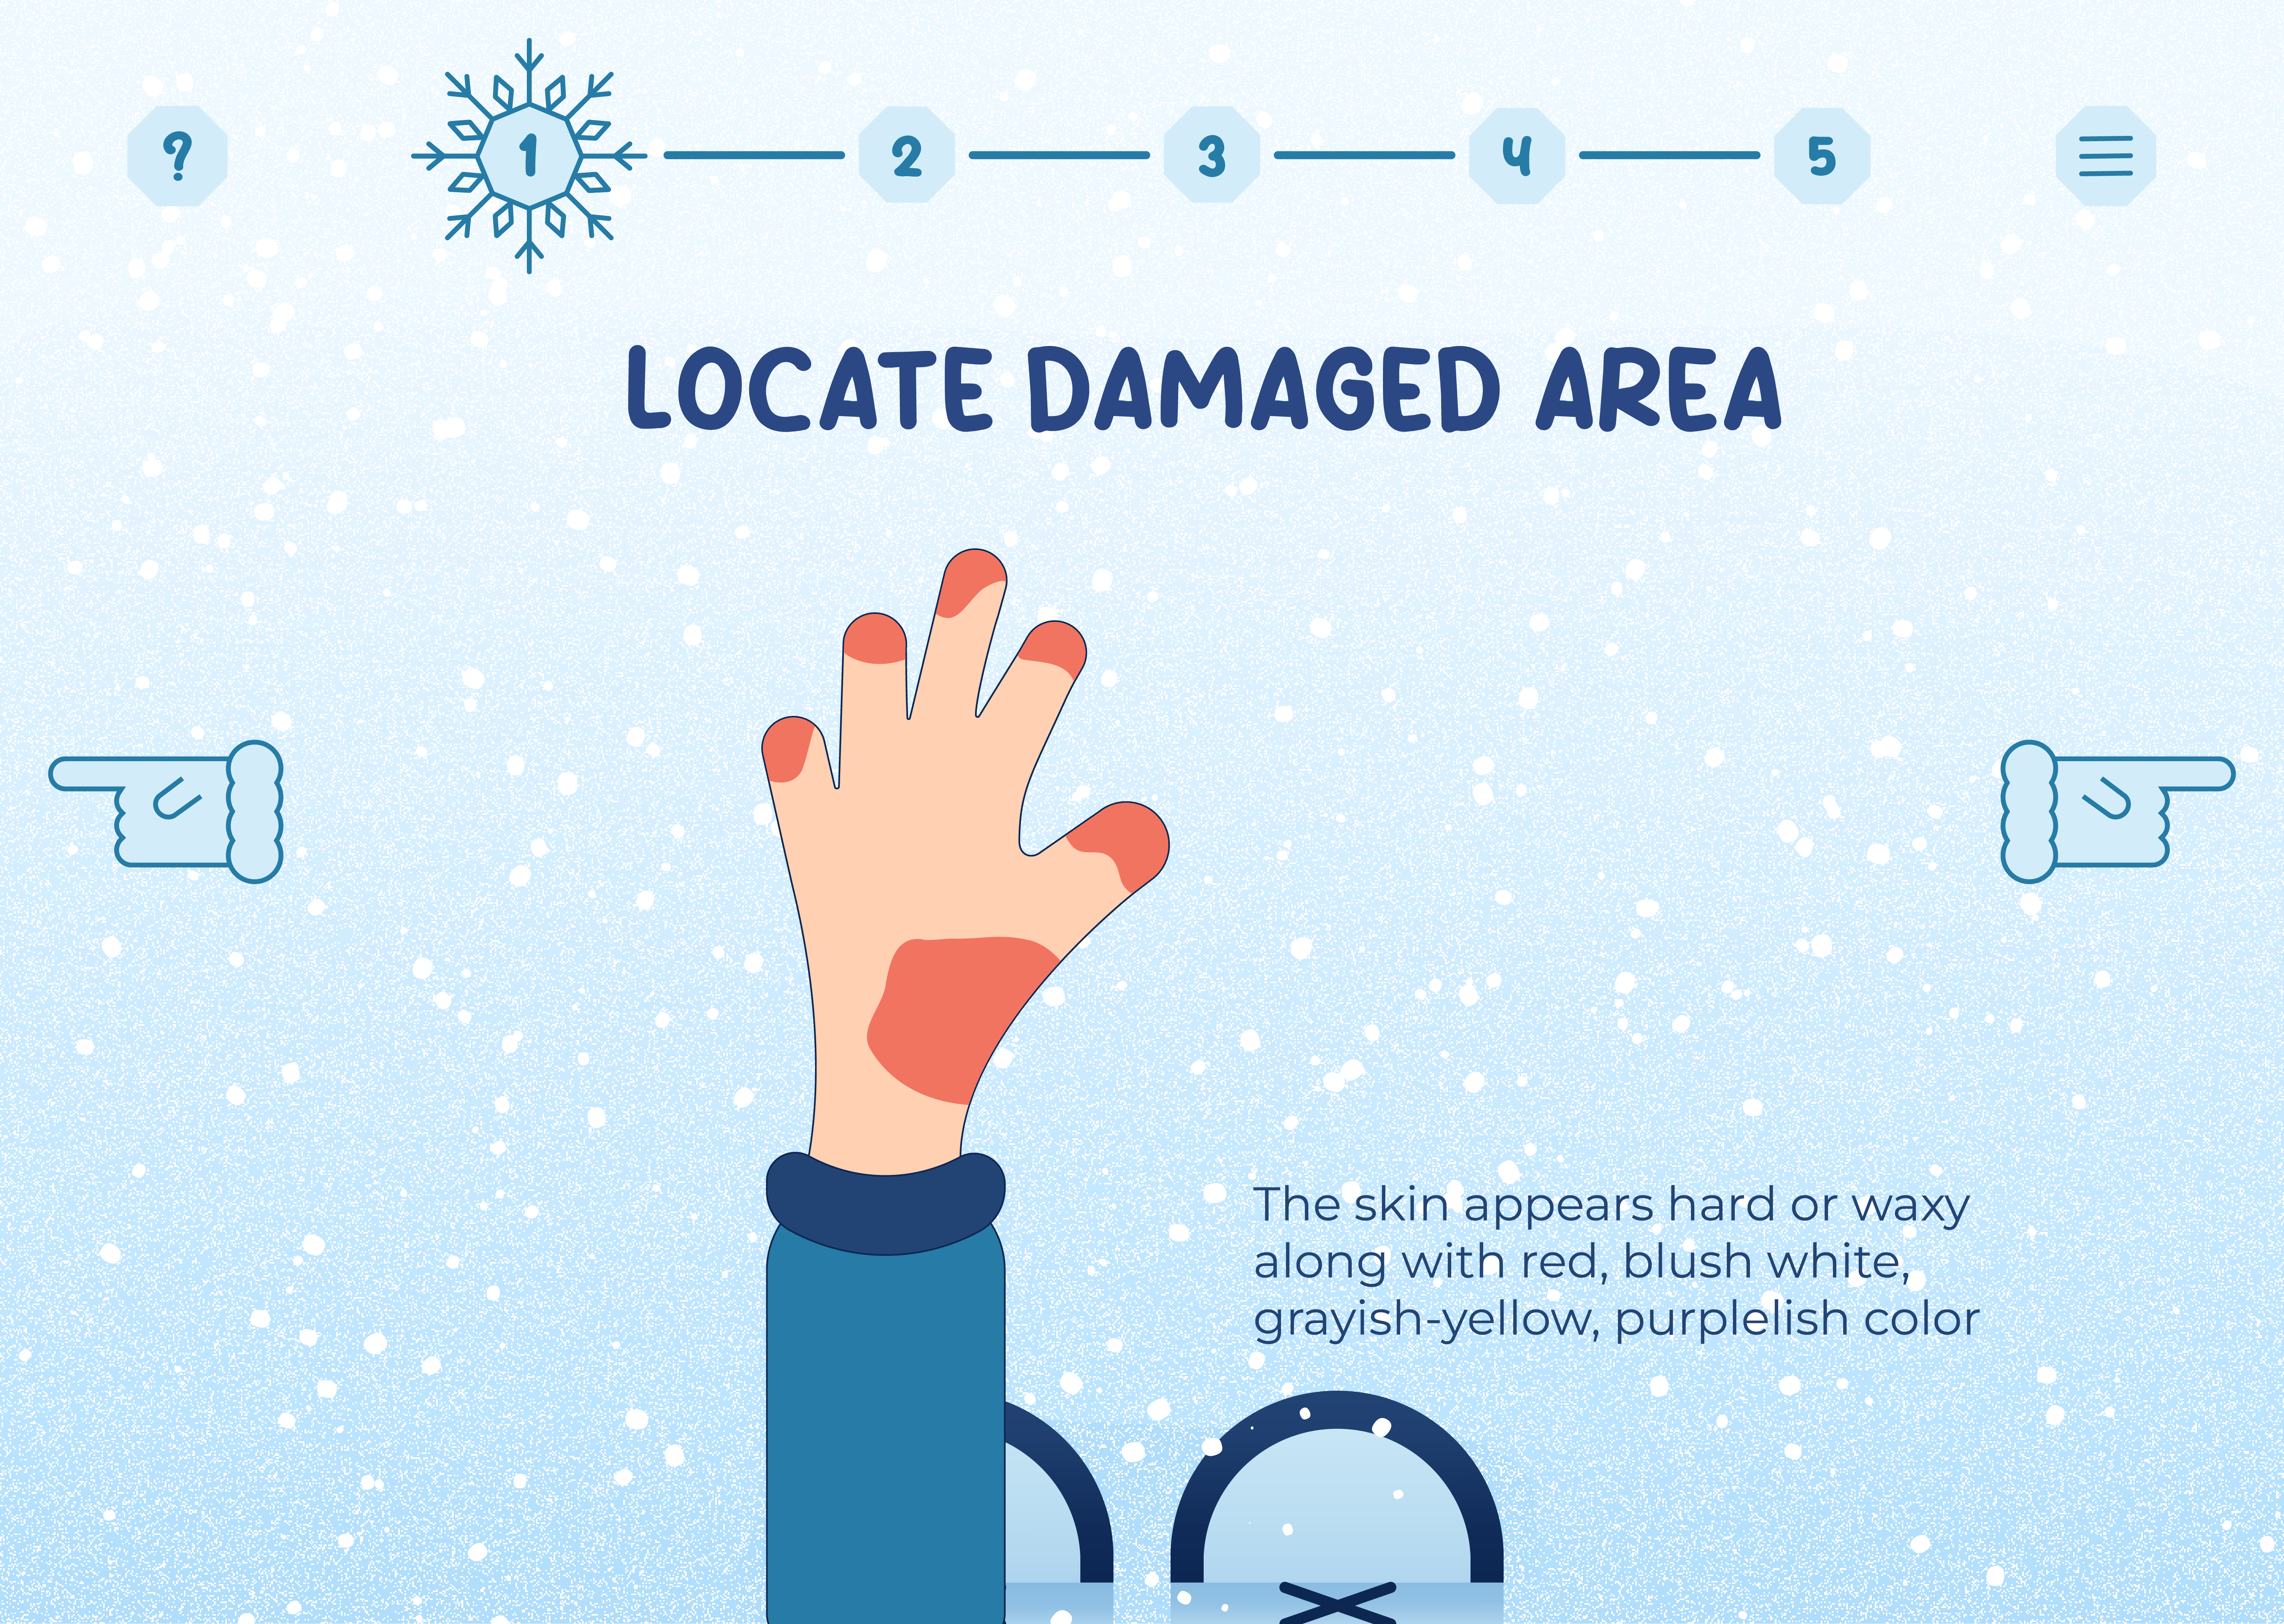 ?
1
2
3
4
5
LOCATE DAMAGED AREA
The skin appears hard or waxy
along with red, blush white,
grayish-yellow, purplelish color